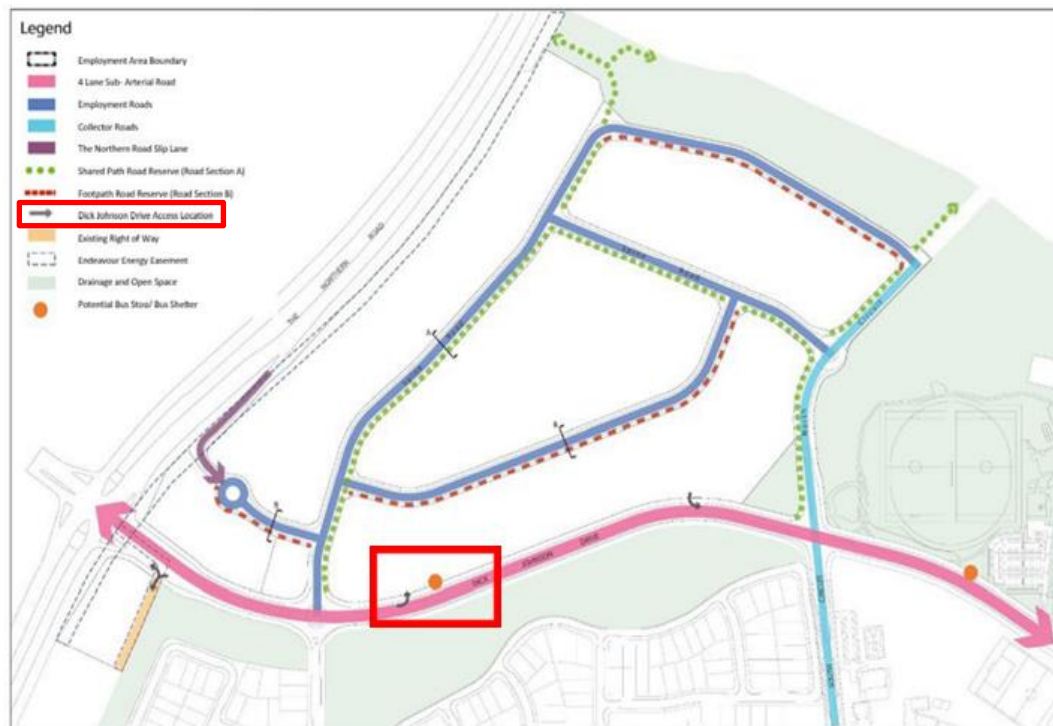 Legend
Employment Area Boundary
4 Lane Sub- Arterial Road
Employment Roads
Collector Roads
The Northern Road Slip Lane
Shared Path Road Reserve (Road Section A)
Footpath Road Reserve (Road Section B)
Dick Johnson Drive Access Location
Existing Right of Way
Endeavour Energy Easement
Drainage and Open Space
Potential Bus Stop/ Bus Shelter
THE NORTHERN ROAD
A
B
DICK JOHNSON DRIVE